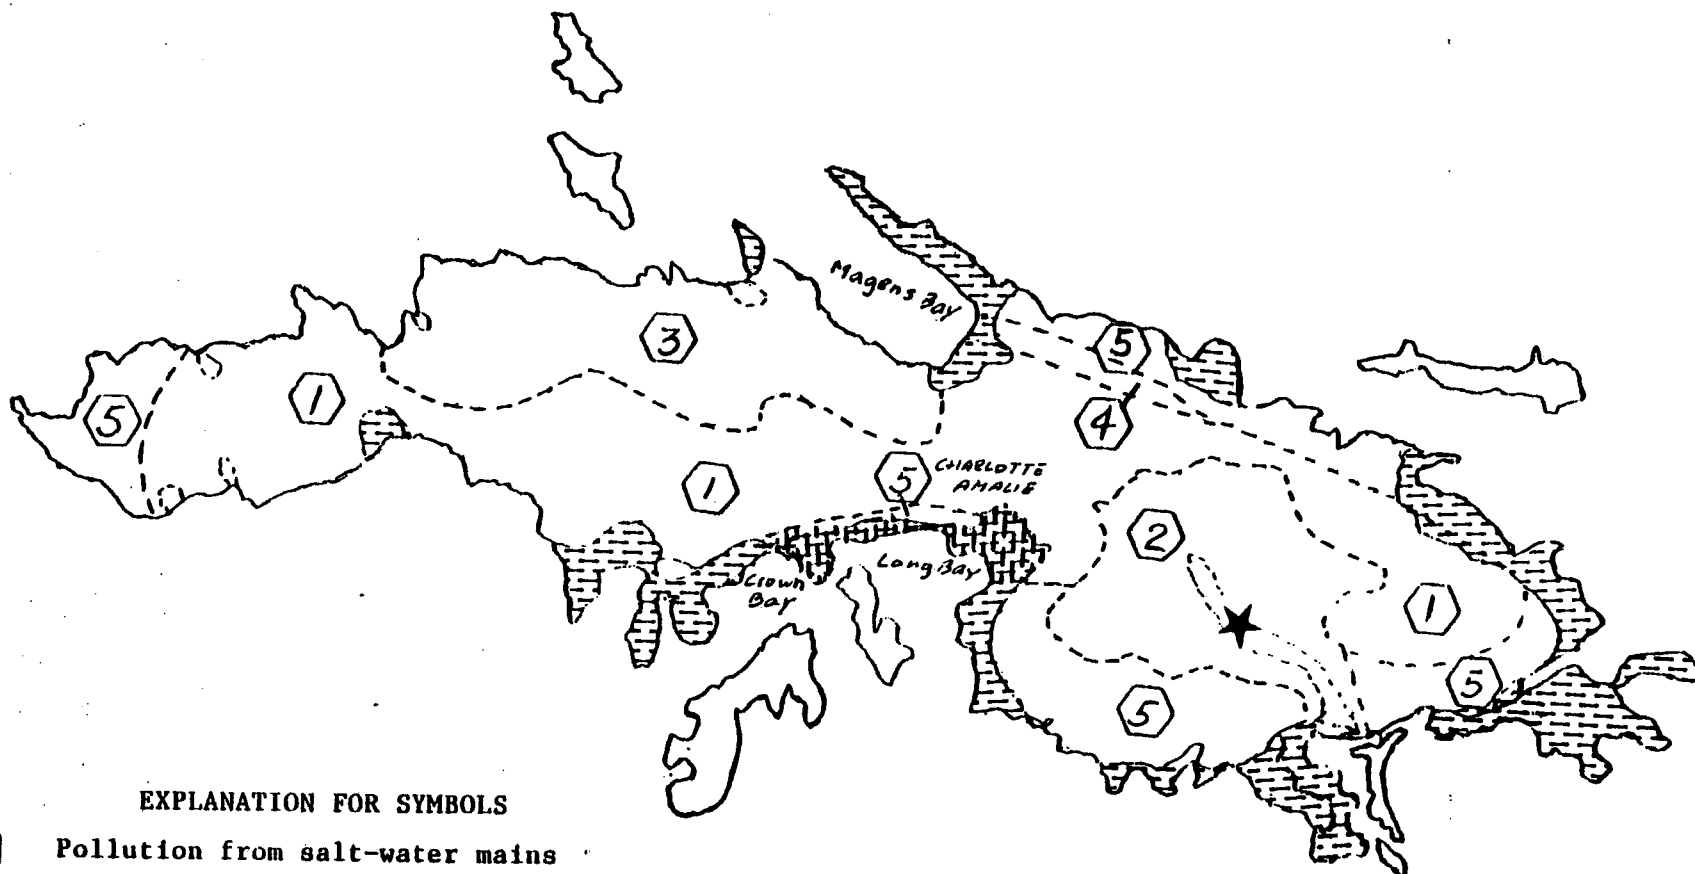 Magens Bay
3
5
5
1
4
1
5
CHARLOTTE
AMALIE
2
Long Bay
Crown
Bay
1
5
5
EXPLANATION FOR SYMBOLS
Pollution from salt-water mains